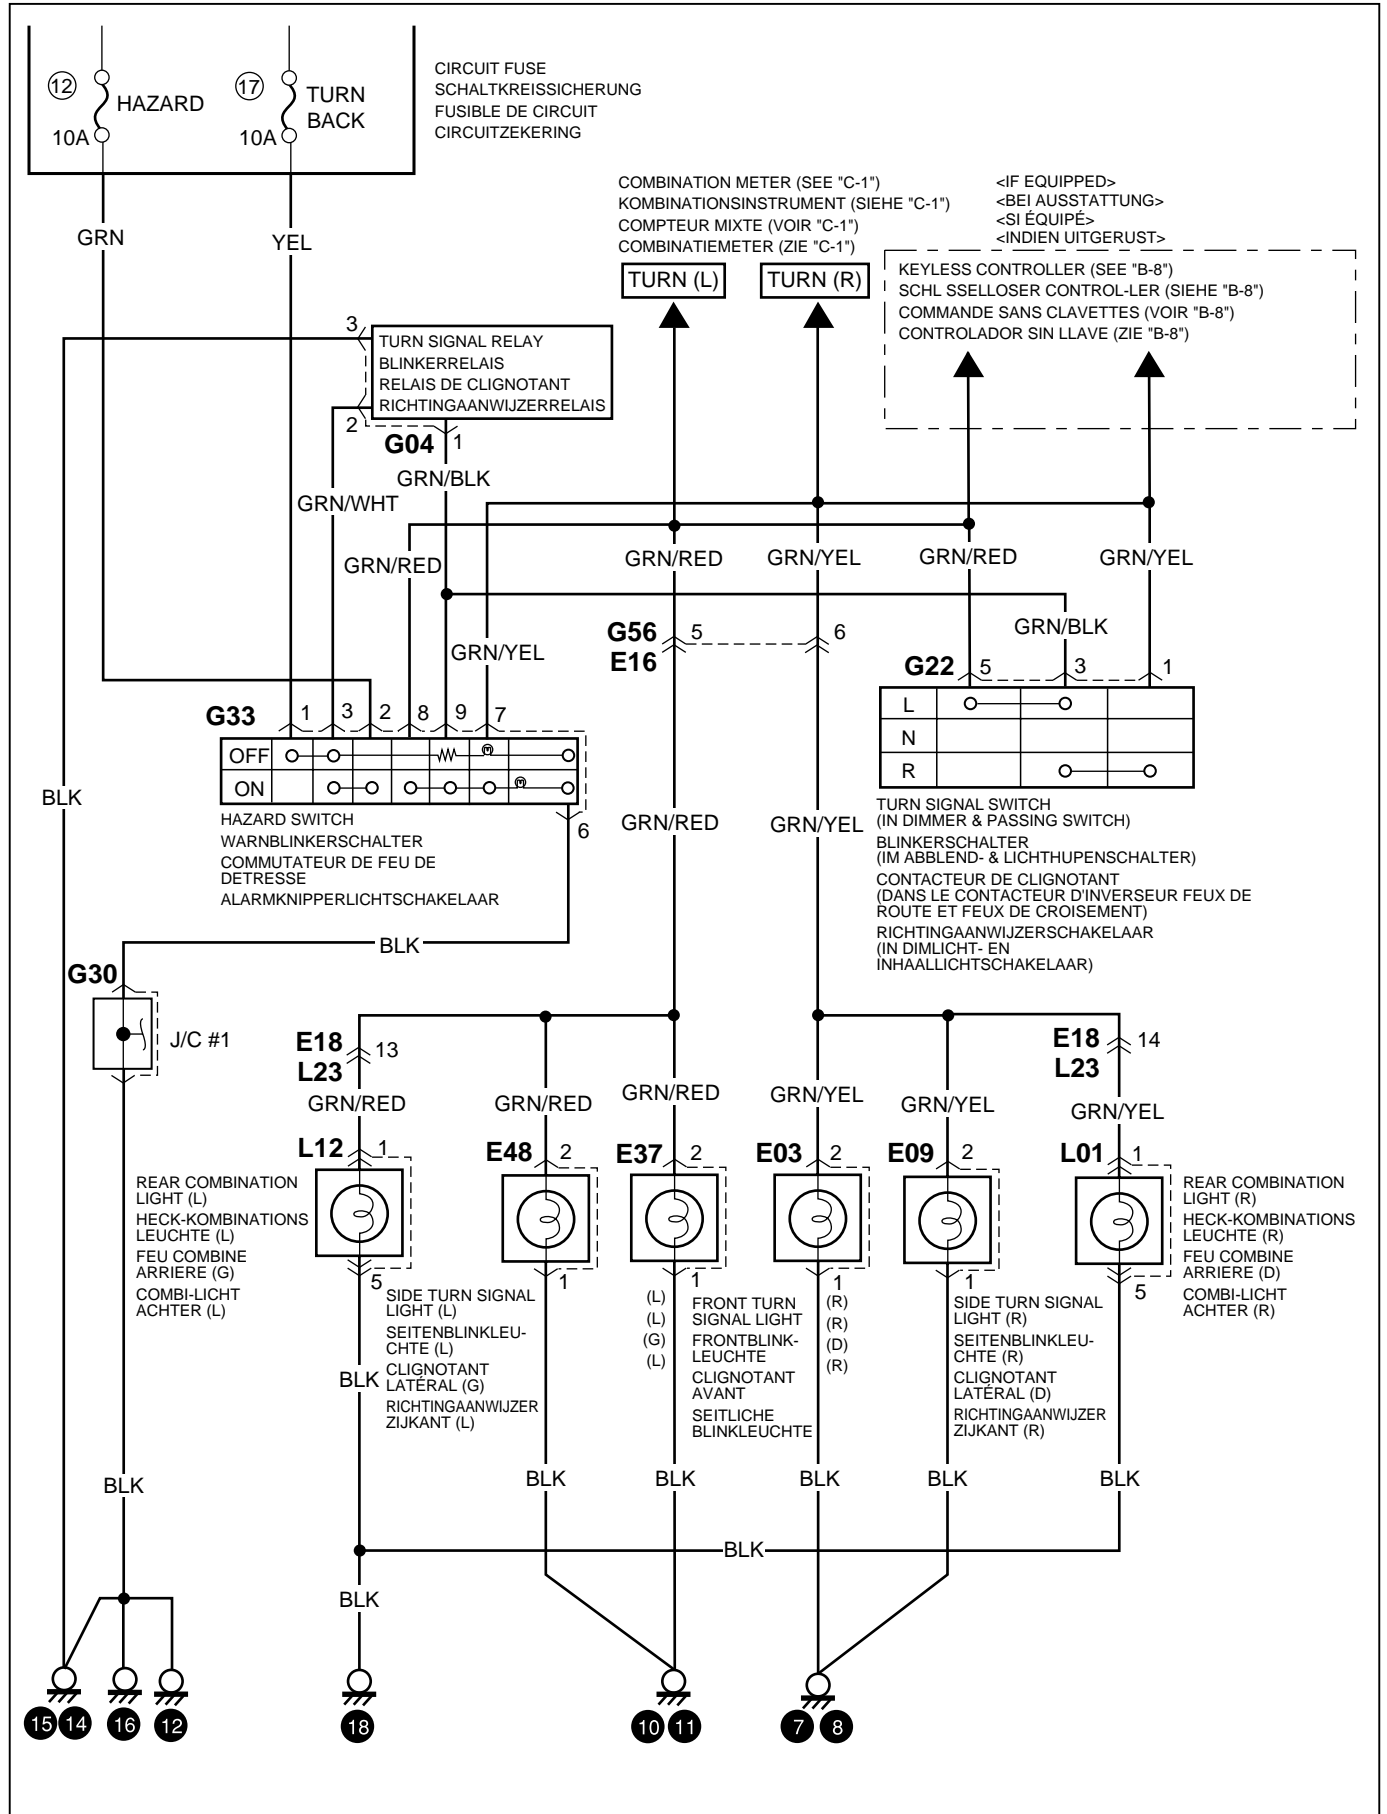 CIRCUIT FUSE
SCHALTKREISSICHERUNG
FUSIBLE DE CIRCUIT
CIRCUITZEKERING
12
HAZARD
10A
17
TURN
BACK
10A
GRN
YEL
COMBINATION METER (SEE "C-1")
KOMBINATIONSINSTRUMENT (SIEHE "C-1")
COMPTEUR MIXTE (VOIR "C-1")
COMBINATIEMETER (ZIE "C-1")
<IF EQUIPPED>
<BEI AUSSTATTUNG>
<SI ÉQUIPÉ>
<INDIEN UITGERUST>
TURN (L)
TURN (R)
KEYLESS CONTROLLER (SEE "B-8")
SCHL SSELLOSER CONTROL-LER (SIEHE "B-8")
COMMANDE SANS CLAVETTES (VOIR "B-8")
CONTROLADOR SIN LLAVE (ZIE "B-8")
3
TURN SIGNAL RELAY
BLINKERRELAIS
RELAIS DE CLIGNOTANT
RICHTINGAANWIJZERRELAIS
2
G04
1
GRN/BLK
GRN/WHT
GRN/RED
GRN/RED
GRN/YEL
GRN/RED
GRN/YEL
GRN/YEL
G56
E16
5
6
GRN/BLK
G22
5
3
1
L
N
R
G33
1
3
2
8
9
7
OFF
ON
6
BLK
HAZARD SWITCH
WARNBLINKERSCHALTER
COMMUTATEUR DE FEU DE
DETRESSE
ALARMKNIPPERLICHTSCHAKELAAR
GRN/RED
GRN/YEL
TURN SIGNAL SWITCH
(IN DIMMER & PASSING SWITCH)
BLINKERSCHALTER
(IM ABBLEND- & LICHTHUPENSCHALTER)
CONTACTEUR DE CLIGNOTANT
(DANS LE CONTACTEUR D'INVERSEUR FEUX DE
ROUTE ET FEUX DE CROISEMENT)
RICHTINGAANWIJZERSCHAKELAAR
(IN DIMLICHT- EN
INHAALLICHTSCHAKELAAR)
BLK
G30
J/C #1
E18
L23
13
E18
L23
14
GRN/RED
GRN/RED
GRN/RED
GRN/YEL
GRN/YEL
GRN/YEL
L12
1
E48
2
E37
2
E03
2
E09
2
L01
1
REAR COMBINATION
LIGHT (L)
HECK-KOMBINATIONS
LEUCHTE (L)
FEU COMBINE
ARRIERE (G)
COMBI-LICHT
ACHTER (L)
REAR COMBINATION
LIGHT (R)
HECK-KOMBINATIONS
LEUCHTE (R)
FEU COMBINE
ARRIERE (D)
COMBI-LICHT
ACHTER (R)
5
1
1
1
1
5
SIDE TURN SIGNAL
LIGHT (L)
SEITENBLINKLEU-
CHTE (L)
CLIGNOTANT
LATÉRAL (G)
RICHTINGAANWIJZER
ZIJKANT (L)
(L)
(L)
(G)
(L)
FRONT TURN
SIGNAL LIGHT
FRONTBLINK-
LEUCHTE
CLIGNOTANT
AVANT
SEITLICHE
BLINKLEUCHTE
(R)
(R)
(D)
(R)
SIDE TURN SIGNAL
LIGHT (R)
SEITENBLINKLEU-
CHTE (R)
CLIGNOTANT
LATÉRAL (D)
RICHTINGAANWIJZER
ZIJKANT (R)
BLK
BLK
BLK
BLK
BLK
BLK
BLK
BLK
BLK
15
14
16
12
18
10
11
7
8